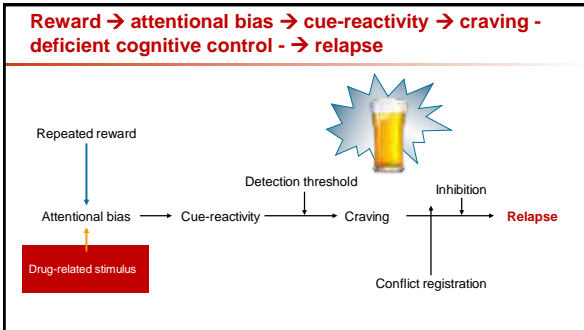 Reward → attentional bias → cue-reactivity → craving -
deficient cognitive control - → relapse
Repeated reward
Detection threshold
Inhibition
Attentional bias
Cue-reactivity
Craving
Relapse
Drug-related stimulus
Conflict registration